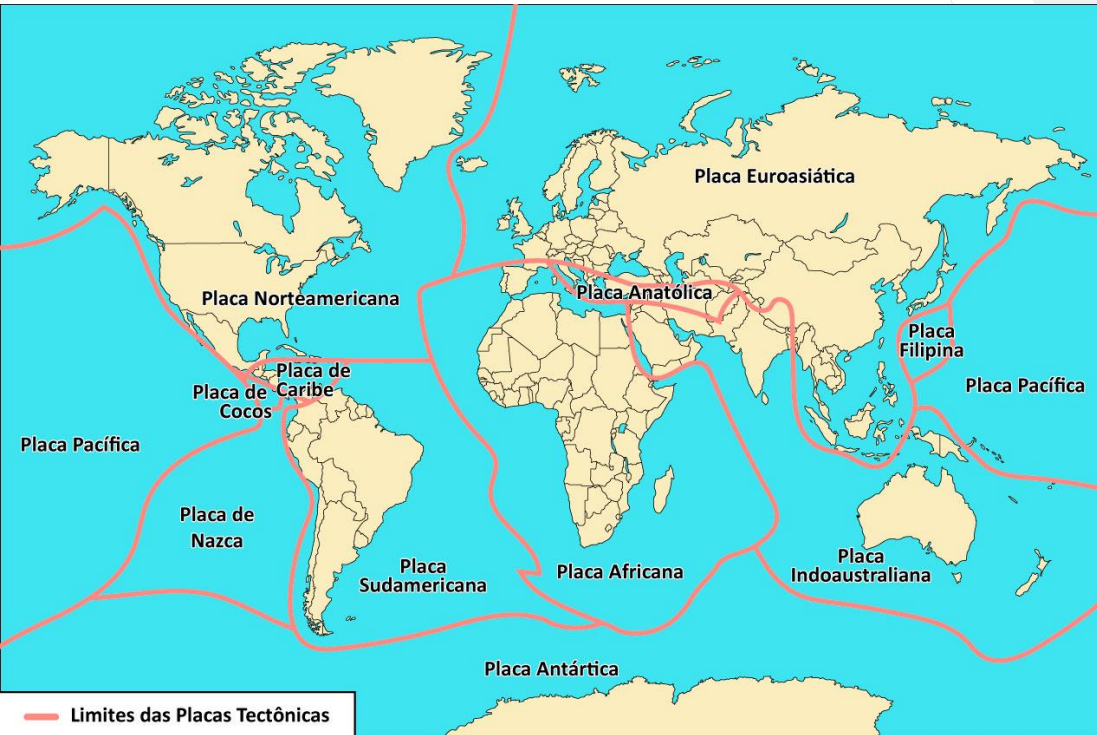 Placa Euroasiática
Placa Norteamericana
Placa Anatólica
Placa
Filipina
Placa de
Caribe
Placa de
Cocos
Placa Pacífica
Placa Pacífica
Placa de
Nazca
Placa
Sudamericana
Placa Africana
Placa
Indoaustraliana
Placa Antártica
Limites das Placas Tectônicas